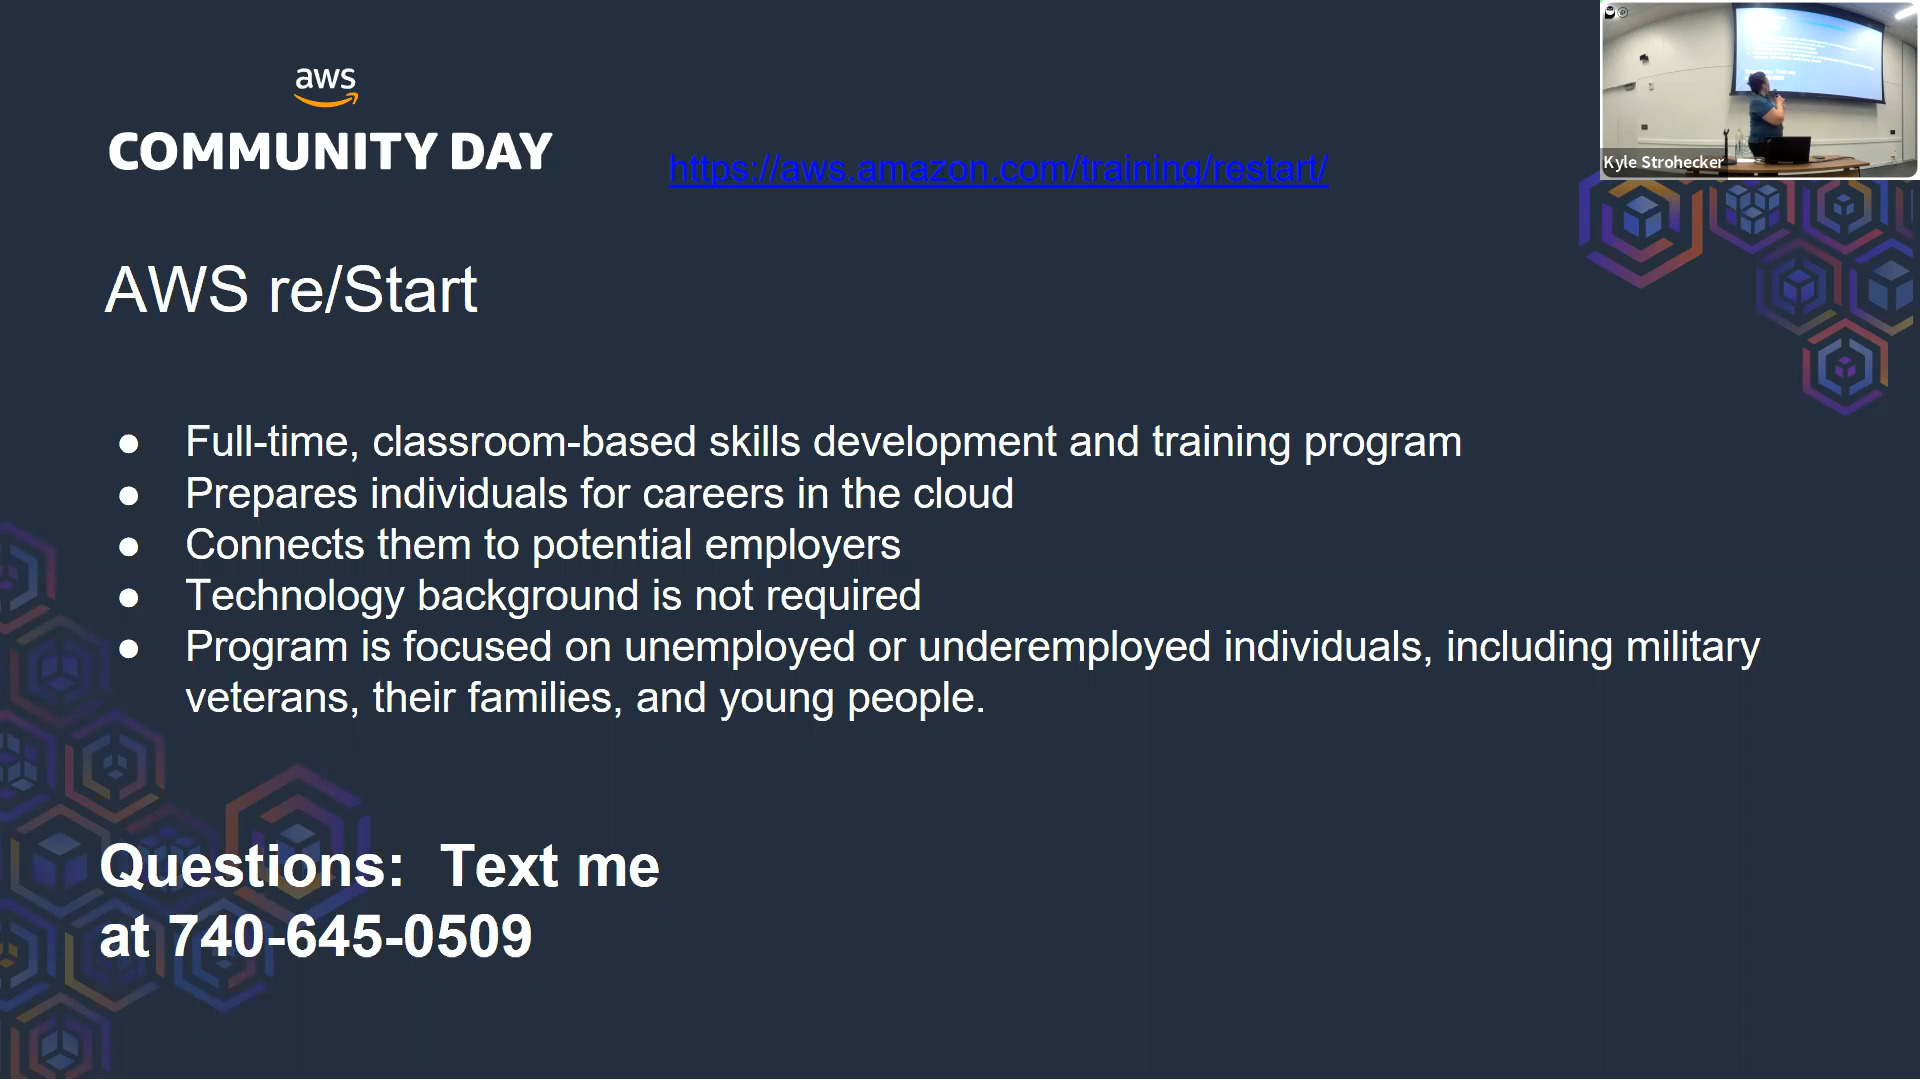 aws
COMMUNITY DAY
https://aws.amazon.com/training/restart/
Kyle Strohecker
AWS re/Start
● Full-time, classroom-based skills development and training program
● Prepares individuals for careers in the cloud
● Connects them to potential employers
● Technology background is not required
● Program is focused on unemployed or underemployed individuals, including military
veterans, their families, and young people.
Questions:  Text me
at 740-645-0509